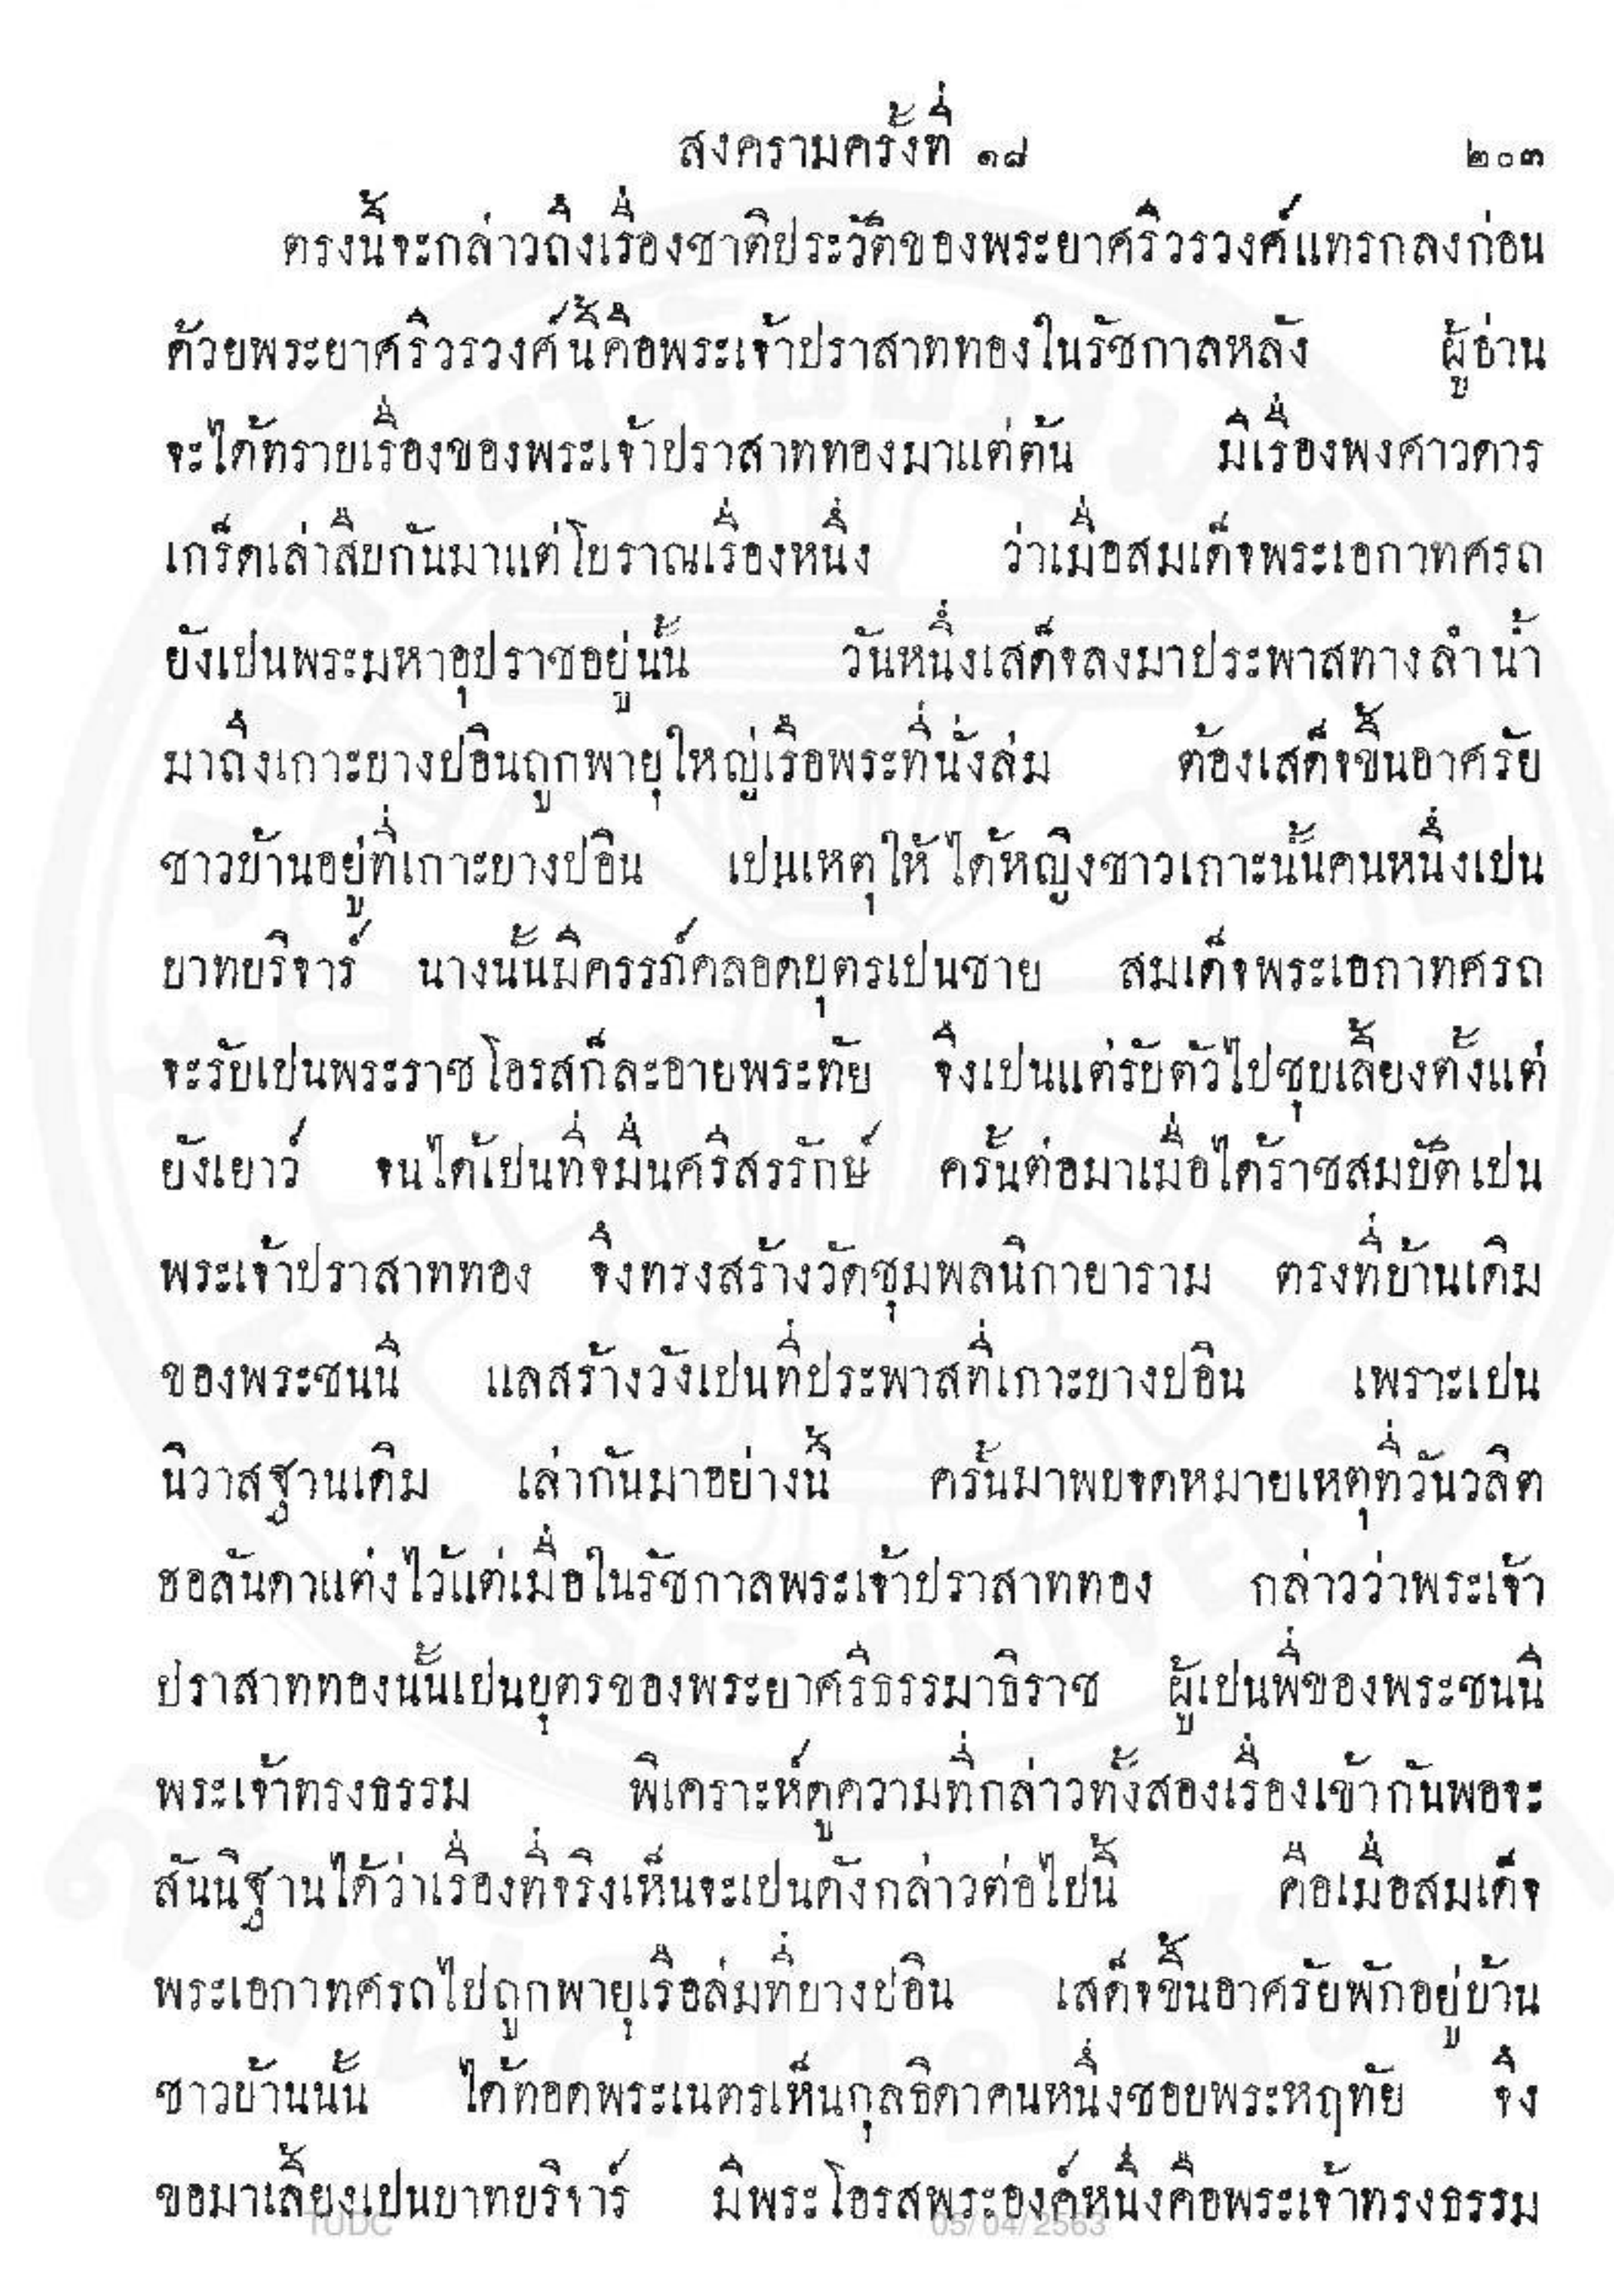 สงครามครั้งที่ ๑๘ ๒๐๓
ตรงนี้จะกล่าวถึงเรื่องชาติประวัติของพระยาศรีวรวงศ์แทรกลงก่อน
ด้วยพระยาศรีวรวงศ์นี้คือพระเจ้าปราสาททองในรัชกาลหลัง ผู้อ่าน
จะได้ทราบเรื่องของพระเจ้าปราสาททองมาแต่ต้น มีเรื่องพงศาวดาร
เกร็ดเล่าสืบกันมาแต่โบราณเรื่องหนึ่ง ว่าเมื่อสมเด็จพระเอกาทศรถ
ยังเปนพระมหาอุปราชอยู่นั้น วันหนึ่งเสด็จลงมาประพาสทางลำน้ำ
มาถึงเกาะบางปอินถูกพายุใหญ่เรือพระที่นั่งล่ม ต้องเสด็จขึ้นอาศรัย
ชาวบ้านอยู่ที่เกาะบางปอิน เปนเหตุให้ได้หญิงชาวเกาะนั้นคนหนึ่งเปน
บาทบริจาร์ นางนั้นมีครรภ์คลอดบุตรเปนชาย สมเด็จพระเอกาทศรถ
จะรับเปนพระราชโอรสก็ละอายพระทัย จึงเปนแต่รับตัวไปชุบเลี้ยงตั้งแต่
ยังเยาว์ จนได้เปนที่จมื่นศรีสรรักษ์ ครั้นต่อมาเมื่อได้ราชสมบัติเปน
พระเจ้าปราสาททอง จึงทรงสร้างวัดชุมพลนิกายาราม ตรงที่บ้านเดิม
ของพระชนนี แลสร้างวังเปนที่ประพาสที่เกาะบางปอิน เพราะเปน
นิวาสฐานเดิม เล่ากันมาอย่างนี้ ครั้นมาพบจดหมายเหตุที่วันวลิต
ฮอลันดาแต่งไว้แต่เมื่อในรัชกาลพระเจ้าปราสาททอง กล่าวว่าพระเจ้า
ปราสาททองนั้นเปนบุตรของพระยาศรีธรรมาธิราช ผู้เปนพี่ของพระชนนี
พระเจ้าทรงธรรม พิเคราะห์ดูความที่กล่าวทั้งสองเรื่องเข้ากันพอจะ
สันนิฐานได้ว่าเรื่องที่จริงเห็นจะเปนดังกล่าวต่อไปนี้ คือเมื่อสมเด็จ
พระเอกาทศรถไปถูกพายุเรือล่มที่บางปอิน เสด็จขึ้นอาศรัยพักอยู่บ้าน
ชาวบ้านนั้น ได้ทอดพระเนตรเห็นกุลธิดาคนหนึ่งชอบพระหฤทัย จึง
ขอมาเลี้ยงเปนบาทบริจาร์ มีพระโอรสพระองค์หนึ่งคือพระเจ้าทรงธรรม
TUDC 05/04/2563